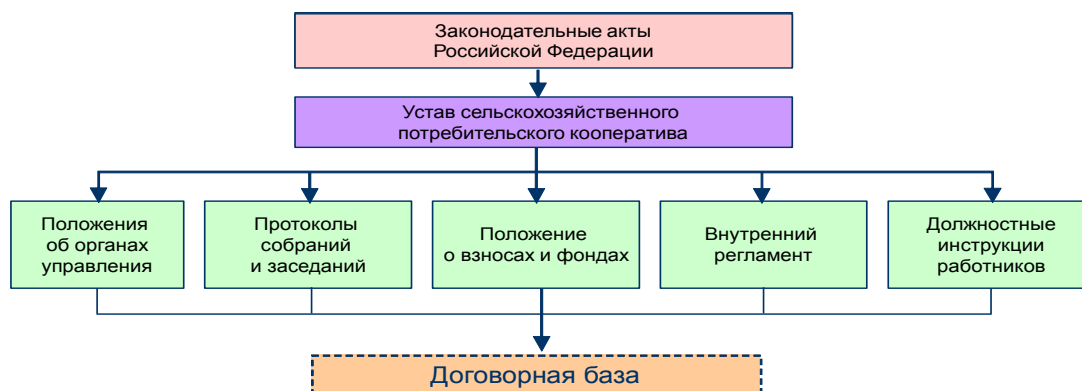 Законодательные акты
Российской Федерации
Устав сельскохозяйственного
потребительского кооператива
Положения
об органах
управления
Протоколы
собраний
и заседаний
Положение
о взносах и фондах
Внутренний
регламент
Должностные
инструкции
работников
Договорная база